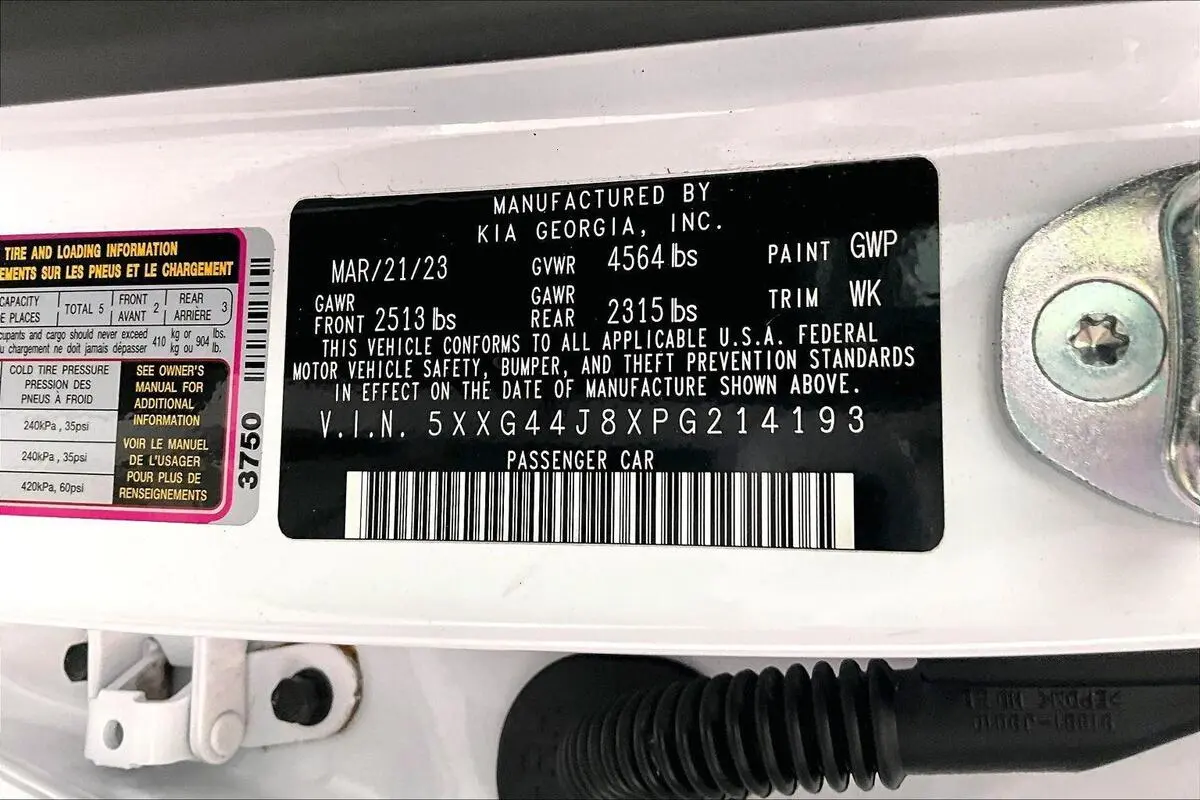 TIRE AND LOADING INFORMATION
EMENTS SUR LES PNEUS ET LE CHARGEMENT
CAPACITY
E PLACES
TOTAL 5
FRONT
AVANT 2
REAR
ARRIÈRE 3
cupants and cargo should never exceed 410 kg or 904 lbs.
u chargement ne doit jamais dépasser kg ou lb.
COLD TIRE PRESSURE
PRESSION DES
PNEUS À FROID
240kPa , 35psi
240kPa , 35psi
420kPa, 60psi
SEE OWNER'S
MANUAL FOR
ADDITIONAL
INFORMATION
VOIR LE MANUEL
DE L'USAGER
POUR PLUS DE
RENSEIGNEMENTS
3750
MANUFACTURED BY
KIA GEORGIA, INC.
MAR/21/23 GVWR 4564 lbs PAINT GWP
GAWR
FRONT 2513 lbs
GAWR
REAR 2315 lbs
TRIM WK
THIS VEHICLE CONFORMS TO ALL APPLICABLE U.S.A. FEDERAL
MOTOR VEHICLE SAFETY, BUMPER, AND THEFT PREVENTION STANDARDS
IN EFFECT ON THE DATE OF MANUFACTURE SHOWN ABOVE.
V.I.N. 5XXG44J8XPG214193
PASSENGER CAR